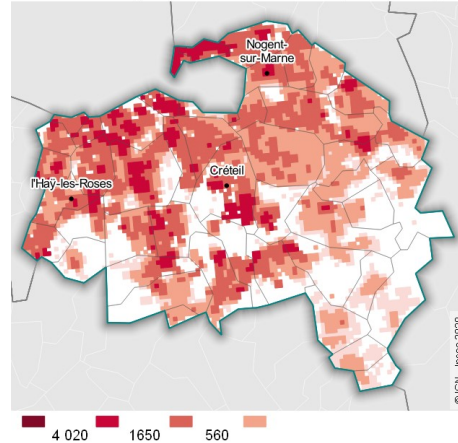 Nogent-
sur-Marne
Créteil
l'Haÿ-les-Roses
4 020 1650 560